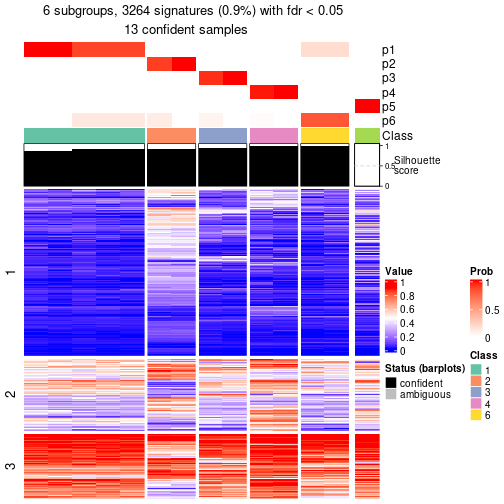 6 subgroups, 3264 signatures (0.9%) with fdr < 0.05
13 confident samples
p1
p2
p3
p4
p5
p6
Class
1
0.5
0
Silhouette
score
1
2
3
Value
1
0.8
0.6
0.4
0.2
0
Prob
1
0.5
0
Status (barplots)
confident
ambiguous
Class
1
2
3
4
6